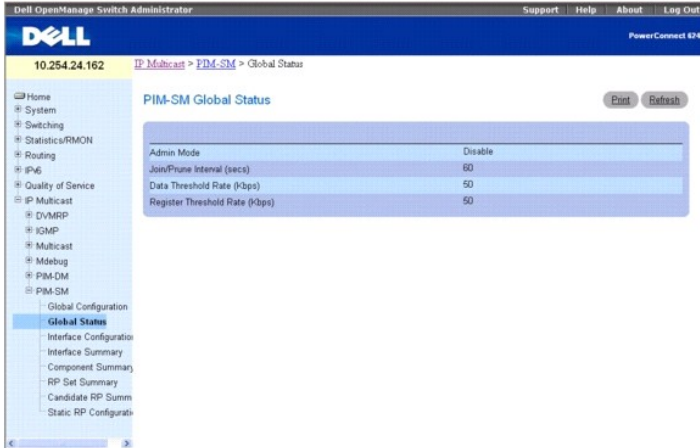 Dell OpenManage Switch Administrator
Support Help About Log Out
DELL
PowerConnect 624
10.254.24.162
IP Multicast > PIM-SM > Global Status
Home
System
Switching
Statistics/RMON
Routing
IPv6
Quality of Service
IP Multicast
DVMRP
IGMP
Multicast
Mdebug
PIM-DM
PIM-SM
Global Configuration
Global Status
Interface Configuration
Interface Summary
Component Summary
RP Set Summary
Candidate RP Summ
Static RP Configurati
PIM-SM Global Status
Print Refresh
Admin Mode Disable
Join/Prune Interval (secs) 60
Data Threshold Rate (Kbps) 50
Register Threshold Rate (Kbps) 50